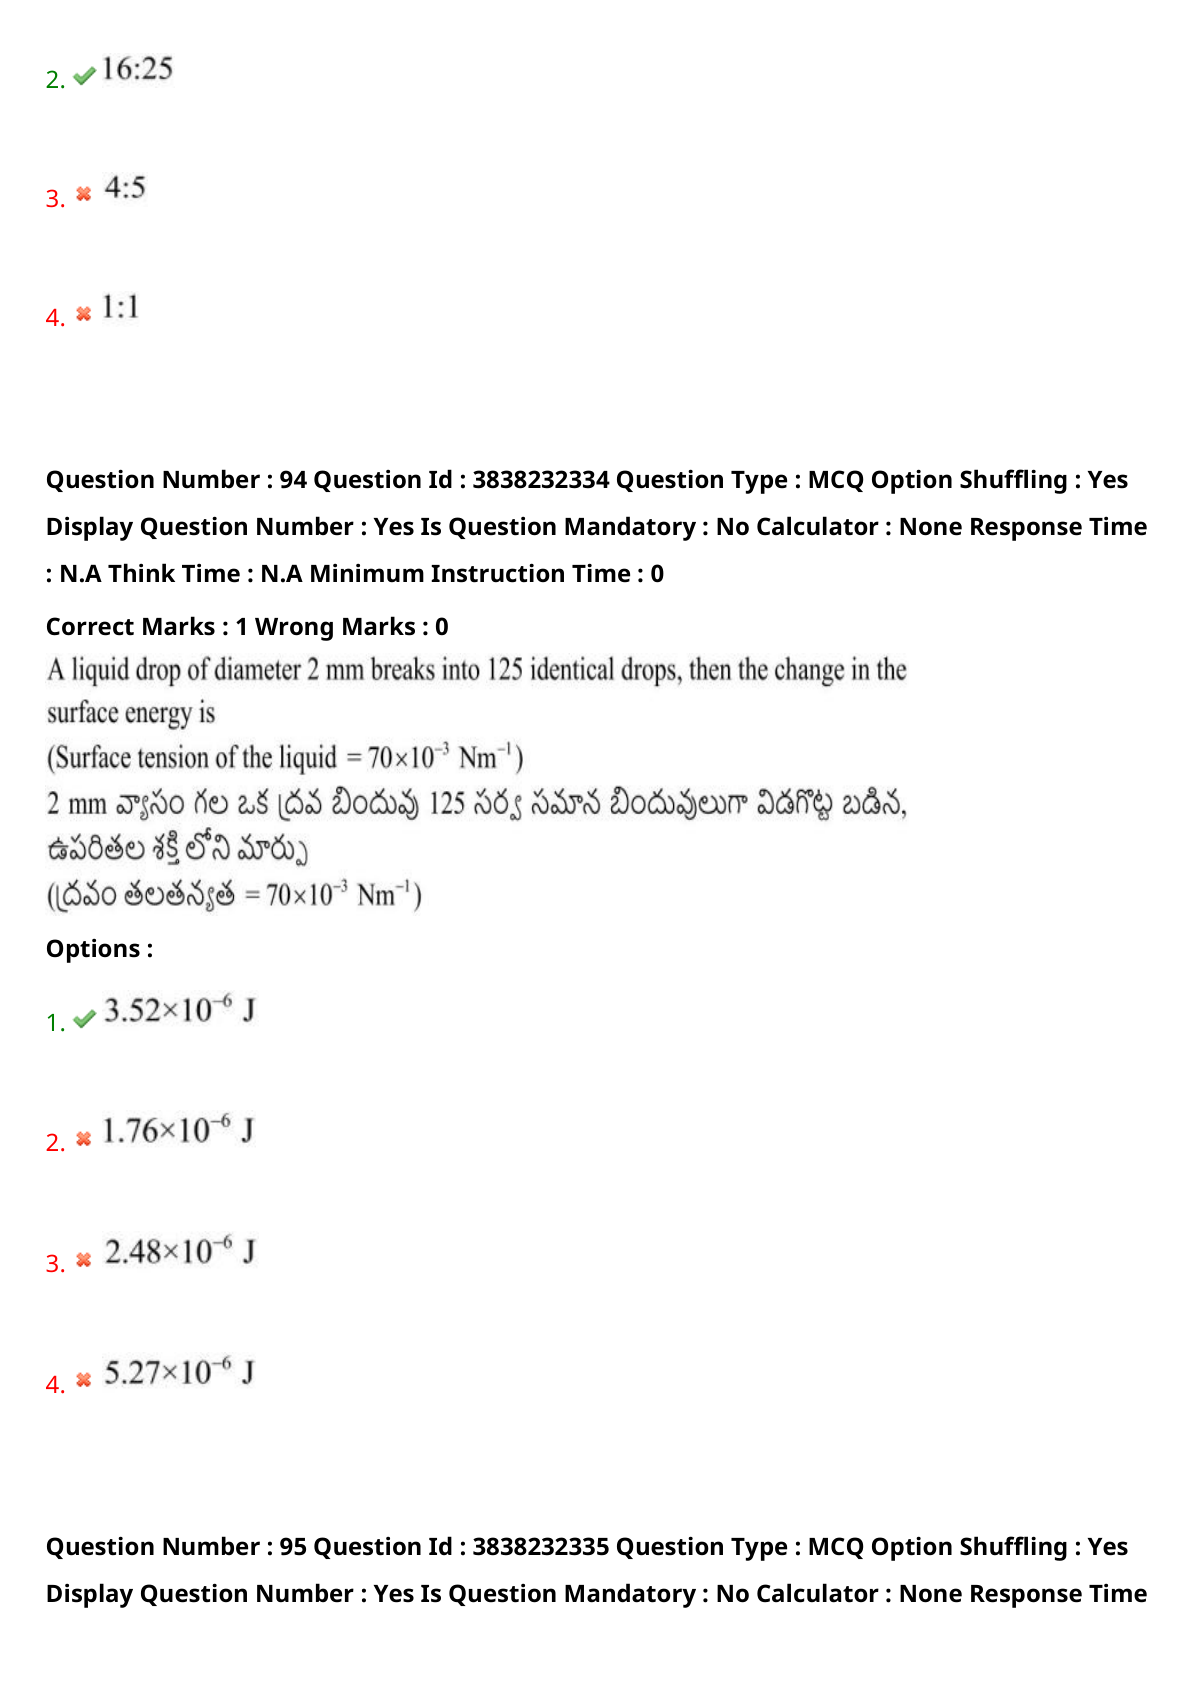 2. 16:25
3. 4:5
4. 1:1
Question Number : 94 Question Id : 3838232334 Question Type : MCQ Option Shuffling : Yes
Display Question Number : Yes Is Question Mandatory : No Calculator : None Response Time
: N.A Think Time : N.A Minimum Instruction Time : 0
Correct Marks : 1 Wrong Marks : 0
A liquid drop of diameter 2 mm breaks into 125 identical drops, then the change in the
surface energy is
(Surface tension of the liquid = 70×10⁻³ Nm⁻¹)
2 mm వ్యాసం గల ఒక ద్రవ బిందువు 125 సర్వ సమాన బిందువులుగా విడగొట్ట బడిన,
ఉపరితల శక్తి లోని మార్పు
(ద్రవం తలతన్యత = 70×10⁻³ Nm⁻¹)
Options :
1. 3.52×10⁻⁶ J
2. 1.76×10⁻⁶ J
3. 2.48×10⁻⁶ J
4. 5.27×10⁻⁶ J
Question Number : 95 Question Id : 3838232335 Question Type : MCQ Option Shuffling : Yes
Display Question Number : Yes Is Question Mandatory : No Calculator : None Response Time